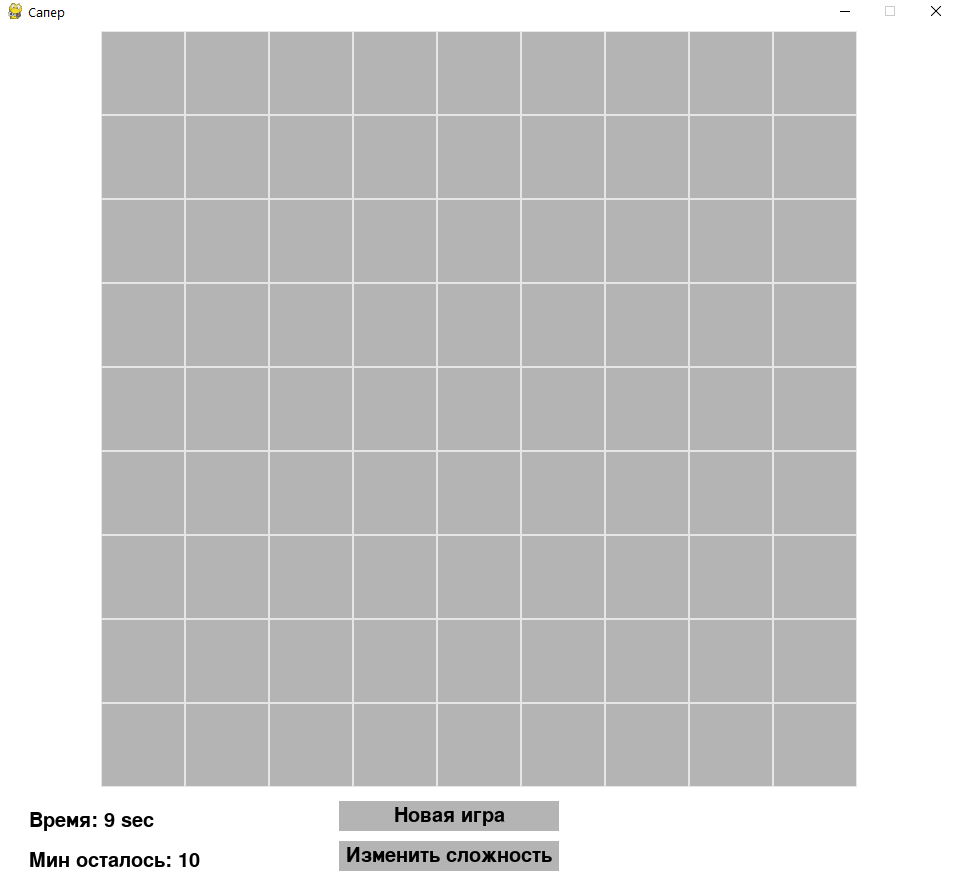 Сапер
Время: 9 sec
Новая игра
Мин осталось: 10
Изменить сложность